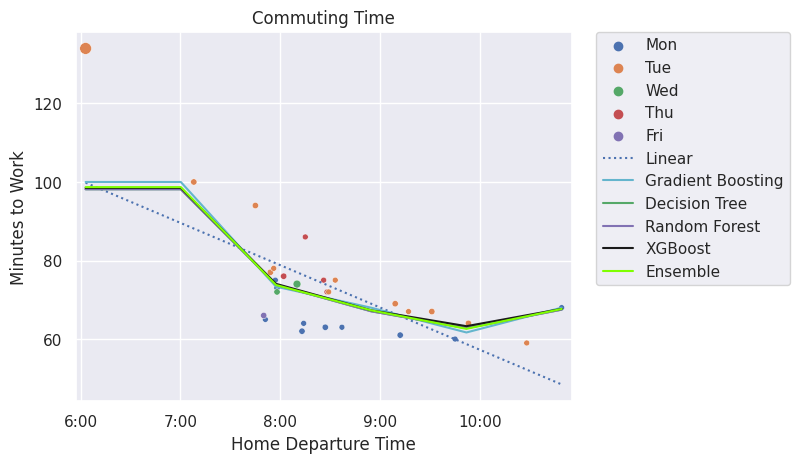 Commuting Time
Minutes to Work
120
100
80
60
6:00 7:00 8:00 9:00 10:00
Home Departure Time
Mon
Tue
Wed
Thu
Fri
Linear
Gradient Boosting
Decision Tree
Random Forest
XGBoost
Ensemble